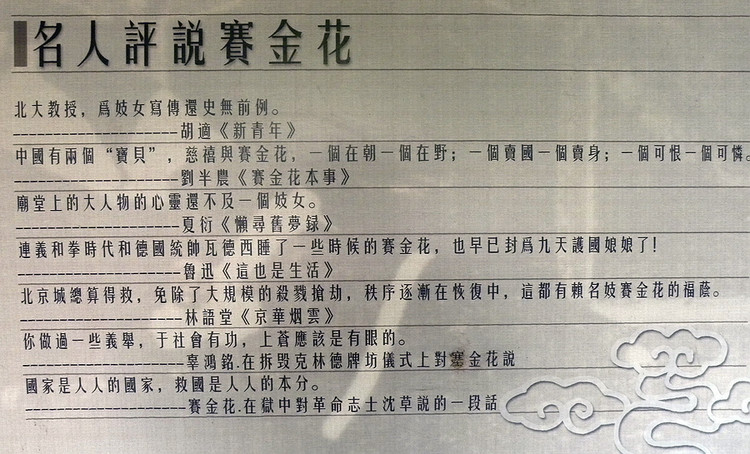 名人評説賽金花
北大教授，爲妓女寫傳還史無前例。
--------------------胡適《新青年》
中國有兩個“寶貝”，慈禧與賽金花，一個在朝一個在野；一個賣國一個賣身；一個可恨一個可憐。
--------------------劉半農《賽金花本事》
廟堂上的大人物的心靈還不及一個妓女。
--------------------夏衍《懶尋舊夢録》
連義和拳時代和德國統帥瓦德西睡了一些時候的賽金花，也早已封爲九天護國娘娘了！
--------------------魯迅《這也是生活》
北京城總算得救，免除了大規模的殺戮搶劫，秩序逐漸在恢復中，這都有賴名妓賽金花的福蔭。
--------------------林語堂《京華烟雲》
你做過一些義舉，于社會有功，上蒼應該是有眼的。
--------------------辜鴻銘.在拆毀克林德牌坊儀式上對賽金花説
國家是人人的國家，救國是人人的本分。
--------------------賽金花.在獄中對革命志士沈草説的一段話